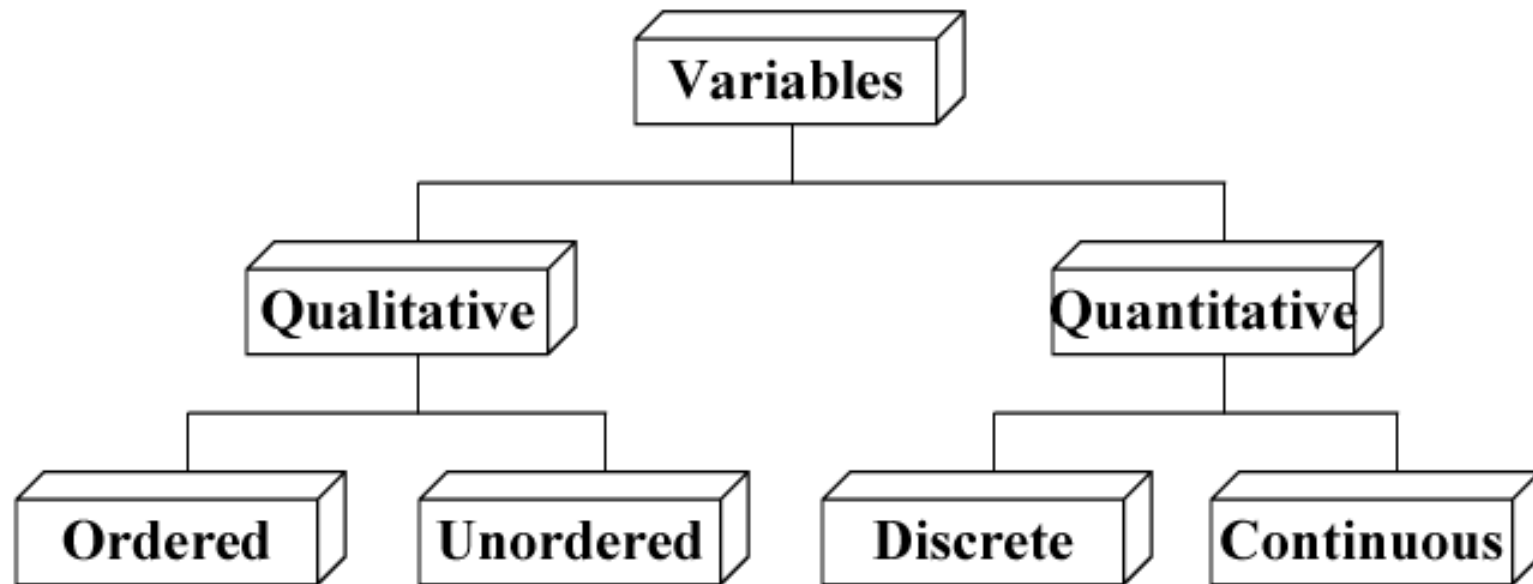 Variables
Qualitative Quantitative
Ordered Unordered Discrete Continuous